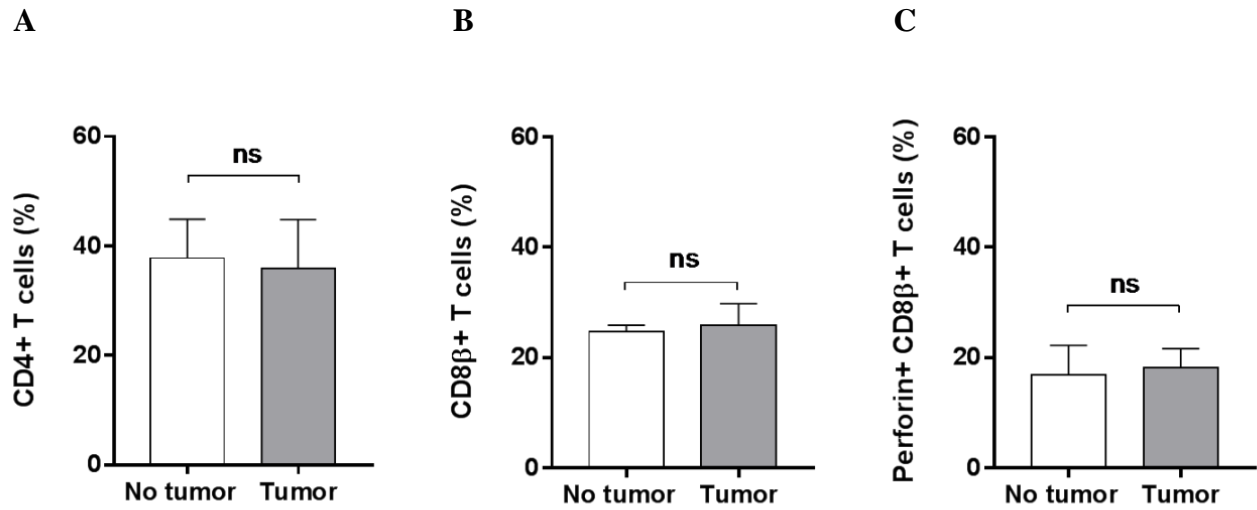 A
B
C
CD4+ T cells (%)
60
40
20
0
ns
No tumor
Tumor
CD8β+ T cells (%)
60
40
20
0
ns
No tumor
Tumor
Perforin+ CD8β+ T cells (%)
60
40
20
0
ns
No tumor
Tumor